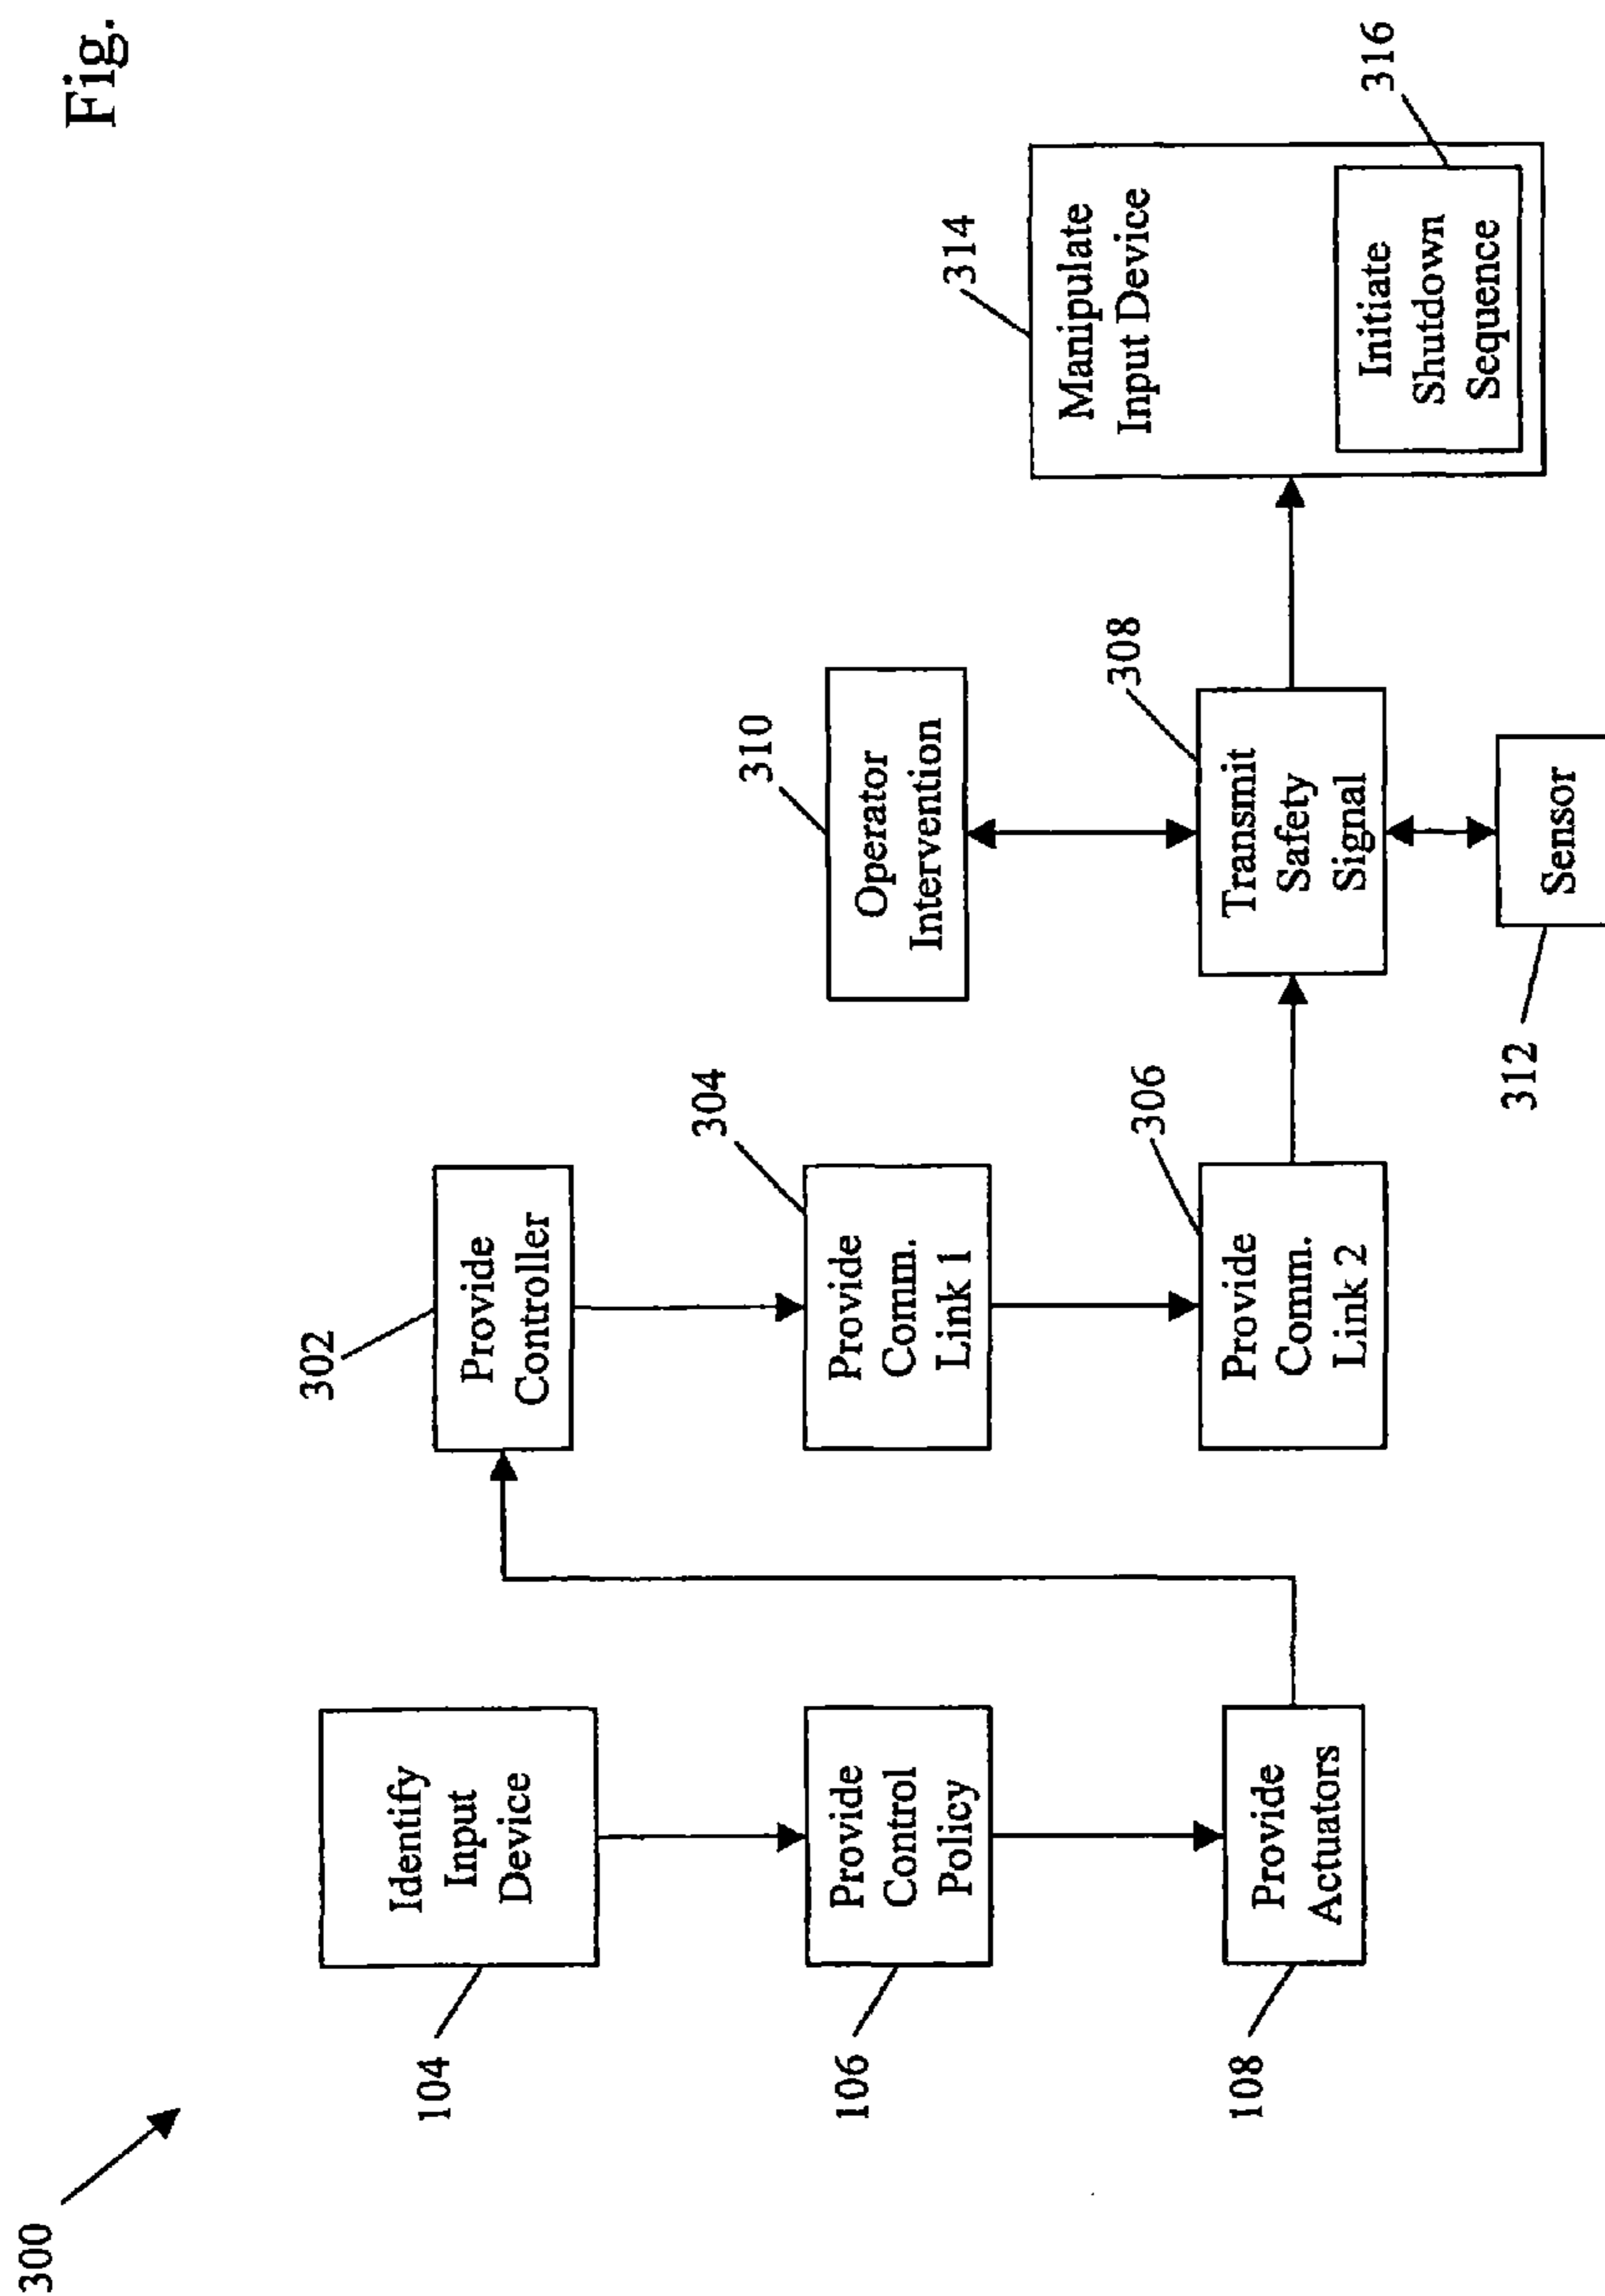 Fig.
300
104
Identify
Input
Device
106
Provide
Control
Policy
108
Provide
Actuators
302
Provide
Controller
304
Provide
Comm.
Link 1
306
Provide
Comm.
Link 2
310
Operator
Intervention
308
Transmit
Safety
Signal
312
Sensor
314
Manipulate
Input Device
316
Initiate
Shutdown
Sequence